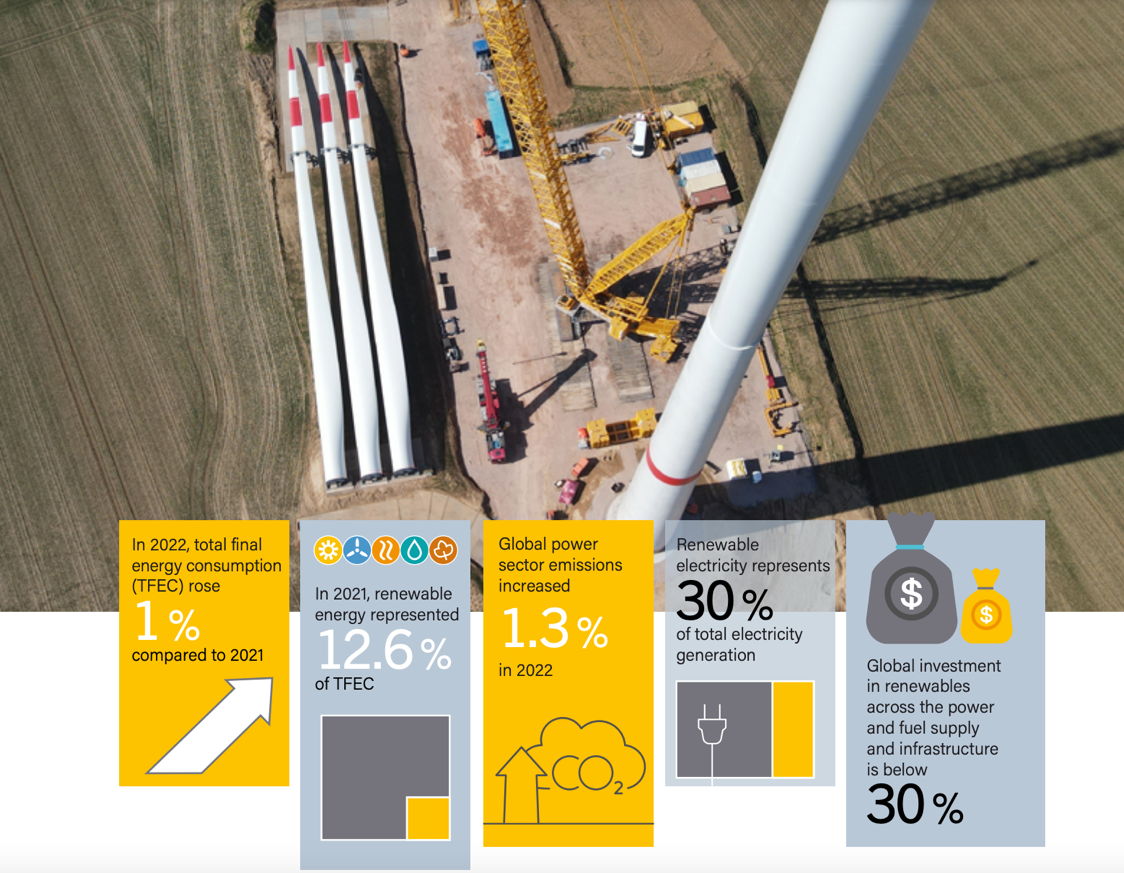 In 2022, total final
energy consumption
(TFEC) rose
1 %
compared to 2021
In 2021, renewable
energy represented
12.6 %
of TFEC
Global power
sector emissions
increased
1.3 %
in 2022
CO2
Renewable
electricity represents
30 %
of total electricity
generation
$
$
Global investment
in renewables
across the power
and fuel supply
and infrastructure
is below
30 %